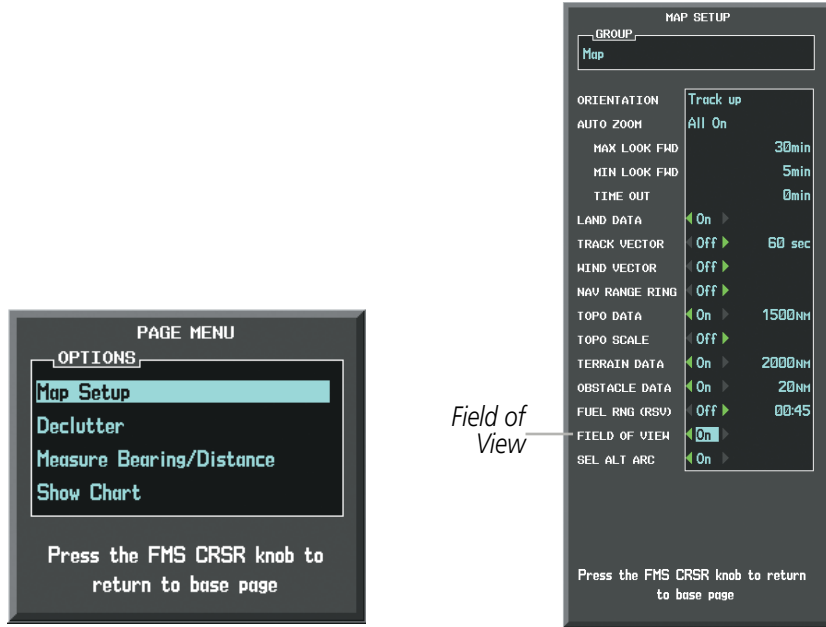 PAGE MENU
OPTIONS
Map Setup
Declutter
Measure Bearing/Distance
Show Chart
Press the FMS CRSR knob to
return to base page
Field of
View
MAP SETUP
GROUP
Map
ORIENTATION Track up
AUTO ZOOM All On
MAX LOOK FWD 30min
MIN LOOK FWD 5min
TIME OUT 0min
LAND DATA On
TRACK VECTOR Off 60 sec
WIND VECTOR Off
NAV RANGE RING Off
TOPO DATA On 1500NM
TOPO SCALE Off
TERRAIN DATA On 2000NM
OBSTACLE DATA On 20NM
FUEL RNG (RSV) Off 00:45
FIELD OF VIEW On
SEL ALT ARC On
Press the FMS CRSR knob to return
to base page